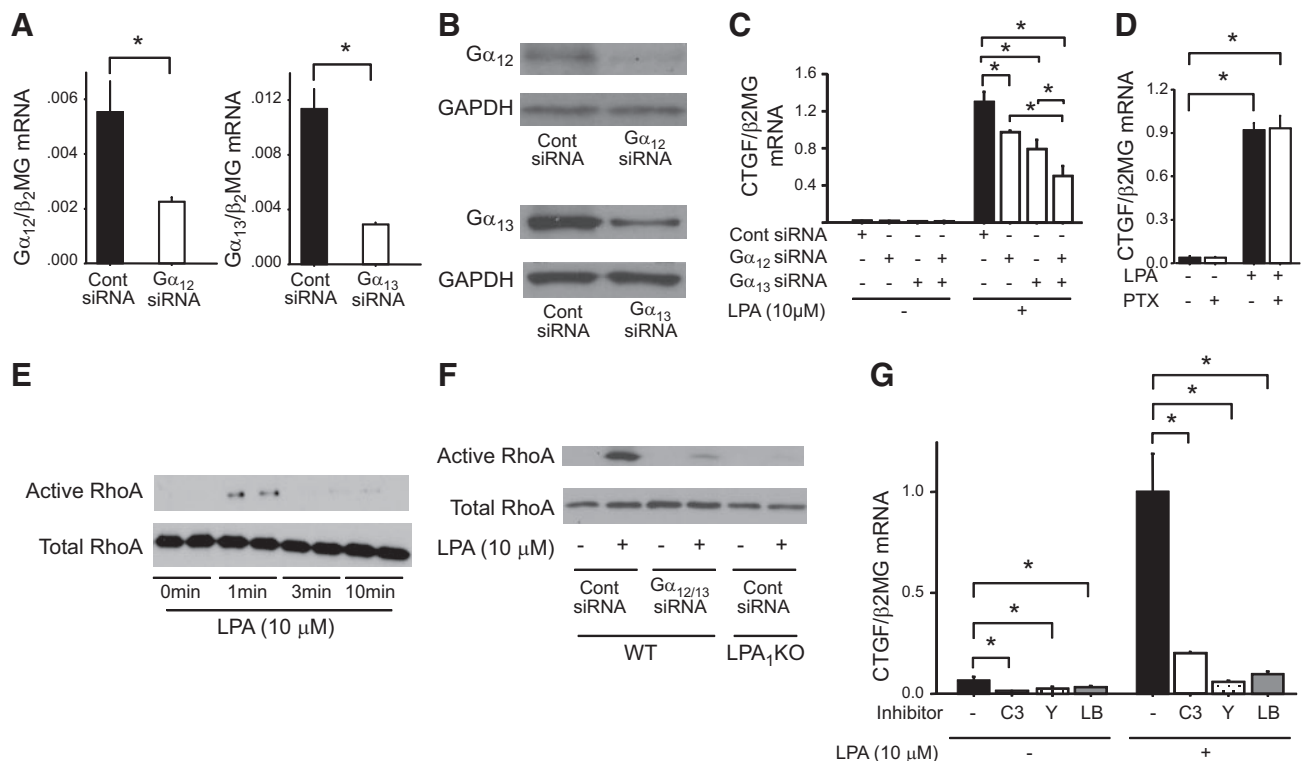 A
*
*
Gα12/β2MG mRNA
.006
.004
.002
.000
Cont siRNA
Gα12 siRNA
Gα13/β2MG mRNA
.012
.008
.004
.000
Cont siRNA
Gα13 siRNA
B
Gα12
GAPDH
Cont siRNA
Gα12 siRNA
Gα13
GAPDH
Cont siRNA
Gα13 siRNA
C
*
*
*
*
*
CTGF/β2MG mRNA
1.6
1.2
0.8
0.4
Cont siRNA + - - - + - - -
Gα12 siRNA - + - + - + - +
Gα13 siRNA - - + + - - + +
LPA (10μM) - +
D
*
*
CTGF/β2MG mRNA
1.2
0.9
0.6
0.3
0.0
LPA - - + +
PTX - + - +
E
Active RhoA
Total RhoA
0min 1min 3min 10min
LPA (10 μM)
F
Active RhoA
Total RhoA
LPA (10 μM) - + - + - +
Cont siRNA
Gα12/13 siRNA
Cont siRNA
WT LPA1KO
G
*
*
*
*
*
*
CTGF/β2MG mRNA
1.0
0.5
0.0
Inhibitor - C3 Y LB - C3 Y LB
LPA (10 μM) - +